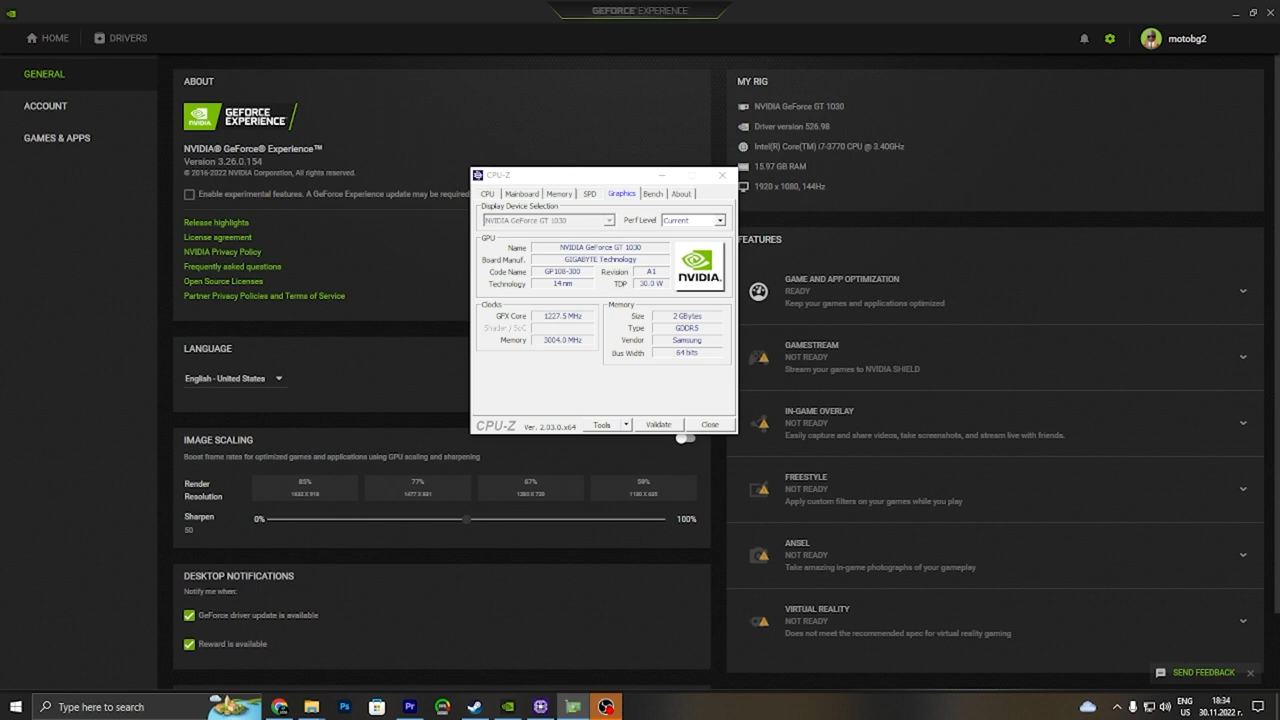 GEFORCE EXPERIENCE
HOME
DRIVERS
motobg2
GENERAL
ACCOUNT
GAMES & APPS
ABOUT
NVIDIA
GEFORCE
EXPERIENCE
NVIDIA® GeForce® Experience™
Version 3.26.0.154
© 2016-2022 NVIDIA Corporation, All rights reserved.
Enable experimental features. A GeForce Experience update may be required
Release highlights
License agreement
NVIDIA Privacy Policy
Frequently asked questions
Open Source Licenses
Partner Privacy Policies and Terms of Service
LANGUAGE
English - United States
IMAGE SCALING
Boost frame rates for optimized games and applications using GPU scaling and sharpening
Render
Resolution
85%
1632 X 918
77%
1477 X 831
67%
1280 X 720
59%
1130 X 635
Sharpen
50
0%
100%
DESKTOP NOTIFICATIONS
Notify me when:
GeForce driver update is available
Reward is available
MY RIG
NVIDIA GeForce GT 1030
Driver version 526.98
Intel(R) Core(TM) i7-3770 CPU @ 3.40GHz
15.97 GB RAM
1920 x 1080, 144Hz
FEATURES
GAME AND APP OPTIMIZATION
READY
Keep your games and applications optimized
GAMESTREAM
NOT READY
Stream your games to NVIDIA SHIELD
IN-GAME OVERLAY
NOT READY
Easily capture and share videos, take screenshots, and stream live with friends.
FREESTYLE
NOT READY
Apply custom filters on your games while you play
ANSEL
NOT READY
Take amazing in-game photographs of your gameplay
VIRTUAL REALITY
NOT READY
Does not meet the recommended spec for virtual reality gaming
SEND FEEDBACK
CPU-Z
CPU Mainboard Memory SPD Graphics Bench About
Display Device Selection
NVIDIA GeForce GT 1030
Perf Level Current
GPU
Name NVIDIA GeForce GT 1030
Board Manuf. GIGABYTE Technology
Code Name GP108-300 Revision A1
Technology 14 nm TDP 30.0 W
NVIDIA.
Clocks
GFX Core 1227.5 MHz
Shader / SoC
Memory 3004.0 MHz
Memory
Size 2 GBytes
Type GDDR5
Vendor Samsung
Bus Width 64 bits
CPU-Z Ver. 2.03.0.x64 Tools Validate Close
Type here to search
ENG
УС
18:34
30.11.2022 г.